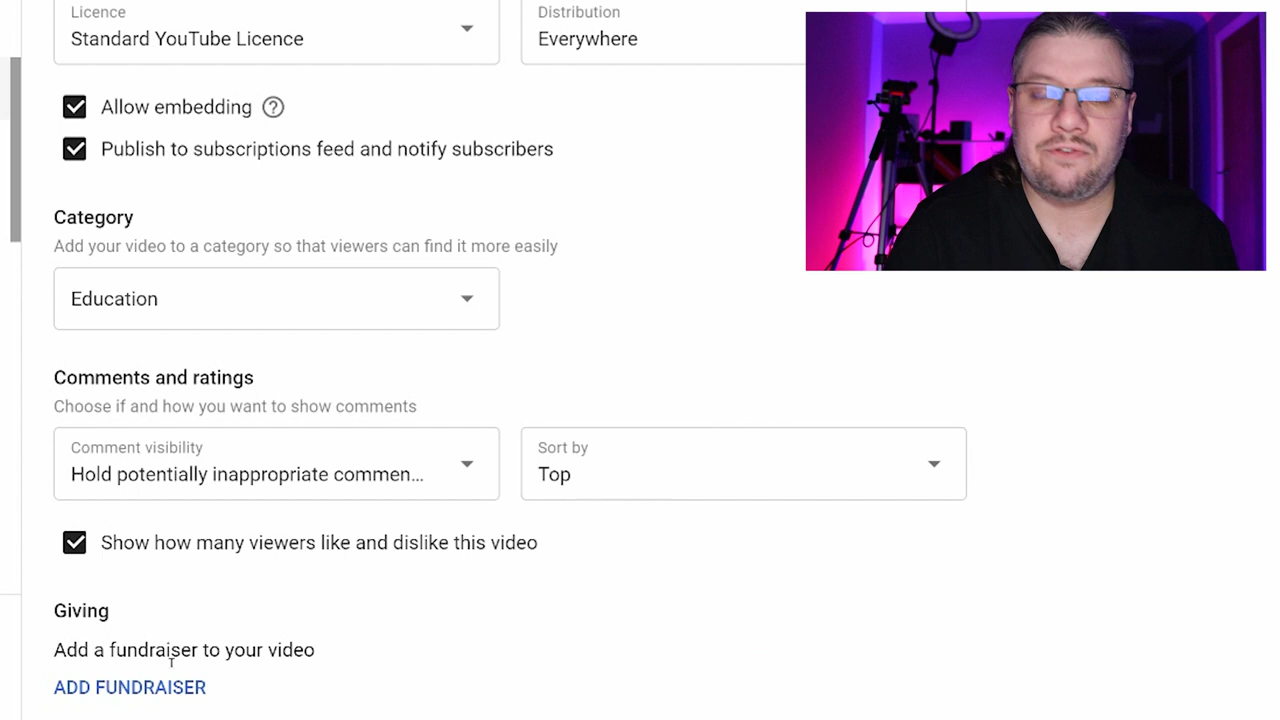 Licence
Standard YouTube Licence
Distribution
Everywhere
Allow embedding ?
Publish to subscriptions feed and notify subscribers
Category
Add your video to a category so that viewers can find it more easily
Education
Comments and ratings
Choose if and how you want to show comments
Comment visibility
Hold potentially inappropriate commen...
Sort by
Top
Show how many viewers like and dislike this video
Giving
Add a fundraiser to your video
ADD FUNDRAISER